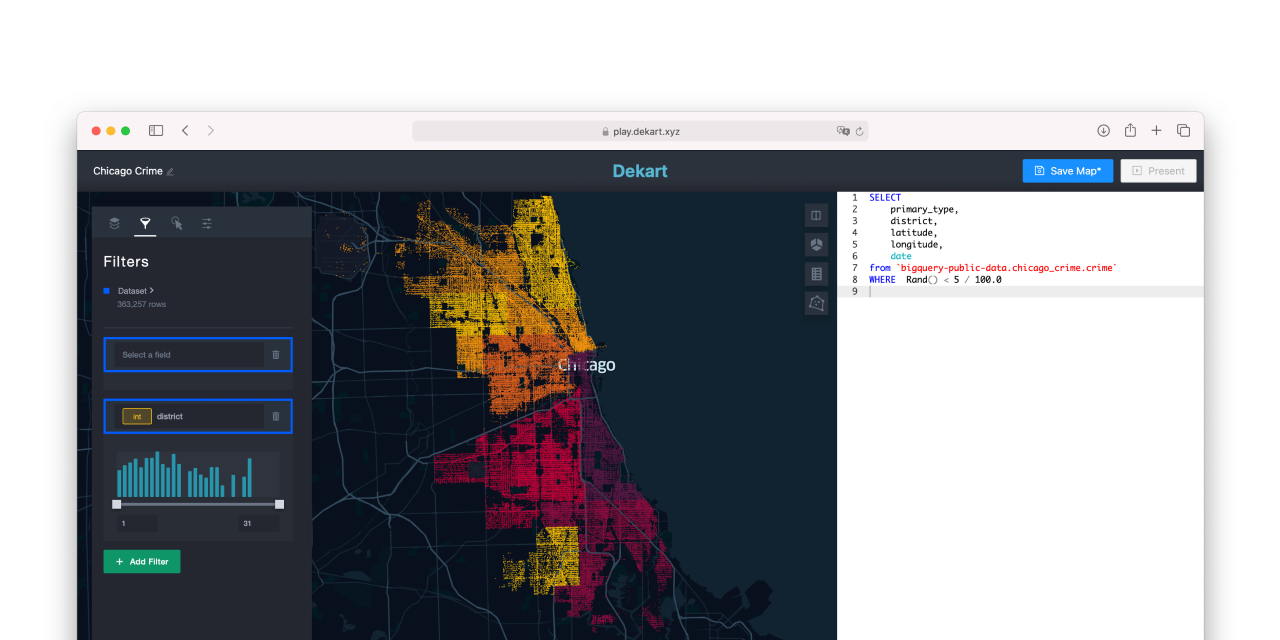 play.dekart.xyz
Chicago Crime
Dekart
Save Map*
Present
Filters
Dataset
363,257 rows
Select a field
int district
1 31
+ Add Filter
Chicago
1 SELECT
2 primary_type,
3 district,
4 latitude,
5 longitude,
6 date
7 from `bigquery-public-data.chicago_crime.crime`
8 WHERE Rand() < 5 / 100.0
9